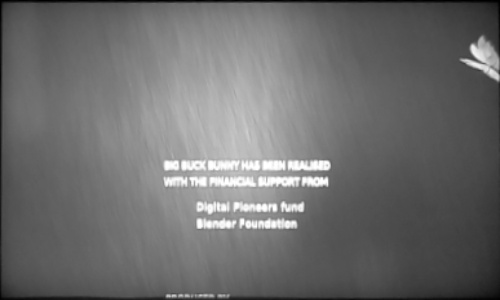 BIG BUCK BUNNY HAS BEEN REALISED
WITH THE FINANCIAL SUPPORT FROM
Digital Pioneers fund
Blender Foundation